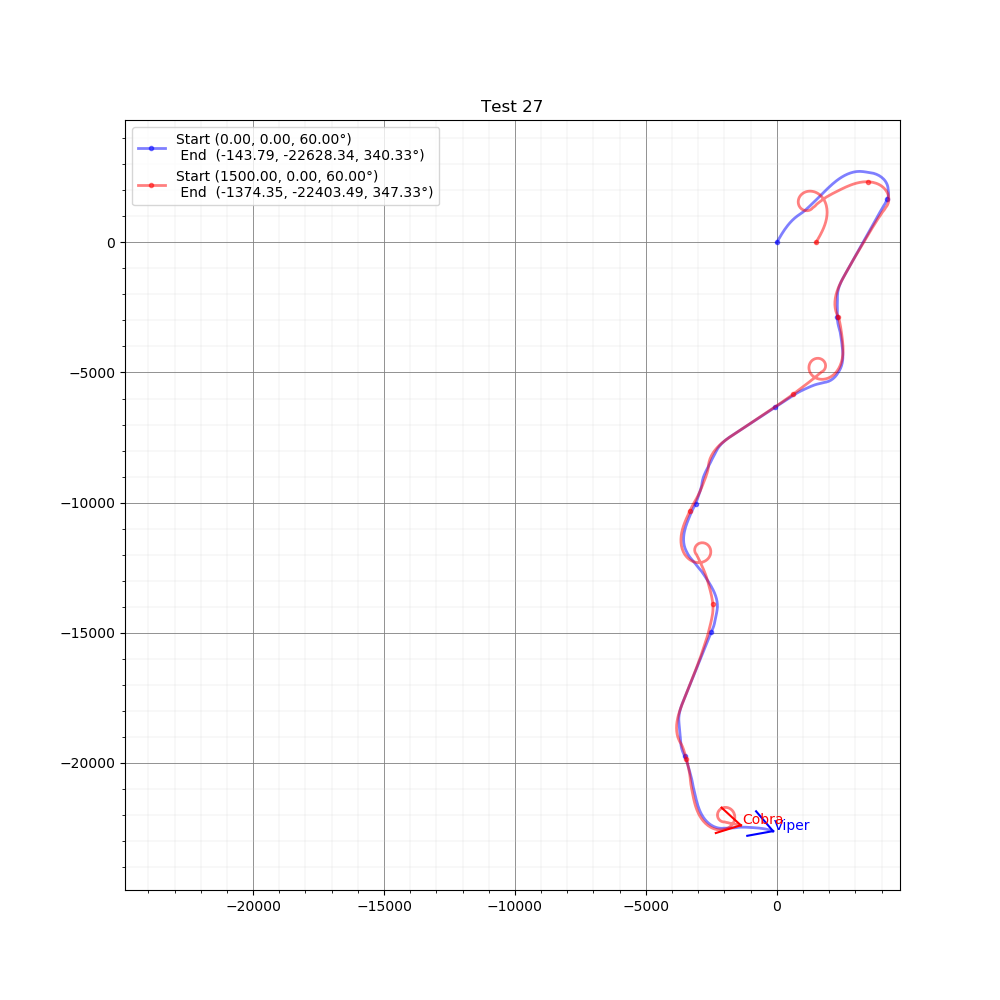 Test 27
Start (0.00, 0.00, 60.00°)
End  (-143.79, -22628.34, 340.33°)
Start (1500.00, 0.00, 60.00°)
End  (-1374.35, -22403.49, 347.33°)
0
−5000
−10000
−15000
−20000
Cobra
Viper
−20000
−15000
−10000
−5000
0